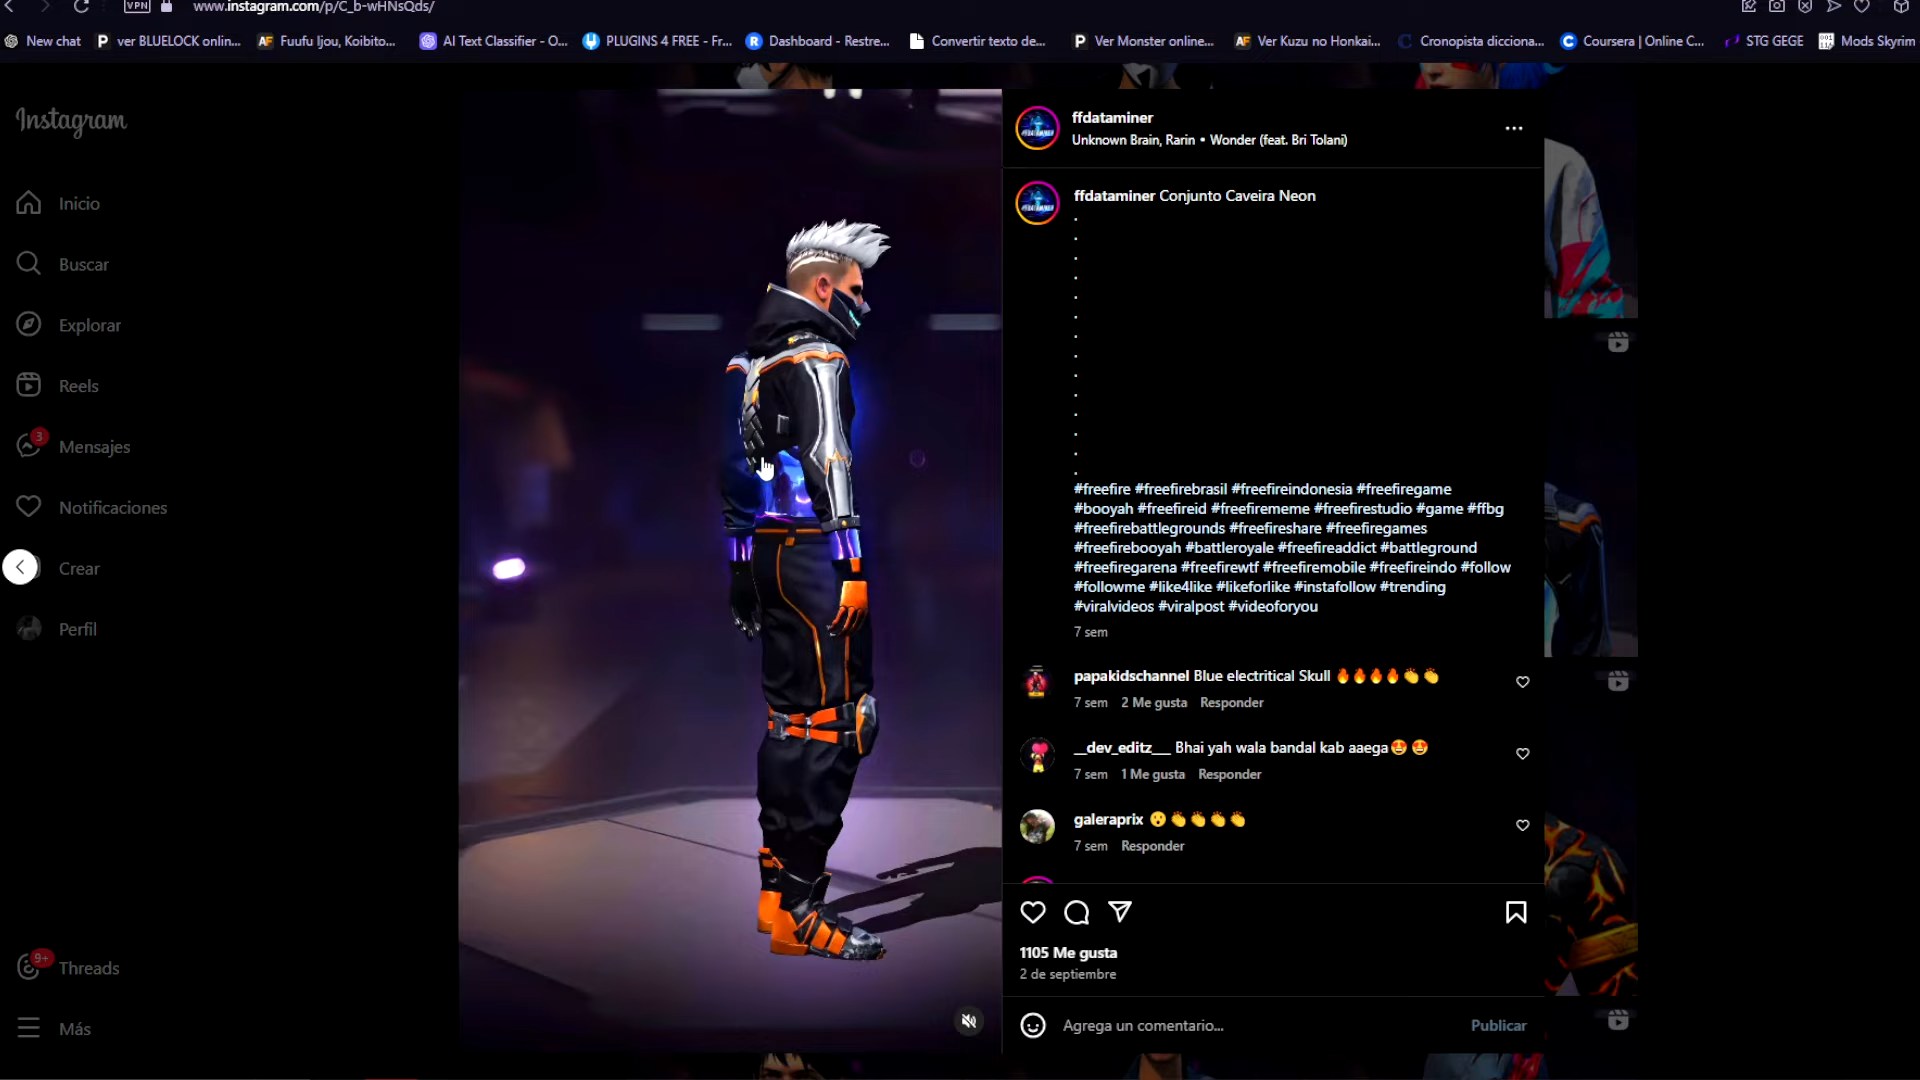 VPN
www.instagram.com/p/C_b-wHNsQds/
New chat
ver BLUELOCK onlin...
Fuufu Ijou, Koibito...
AI Text Classifier - O...
PLUGINS 4 FREE - Fr...
Dashboard - Restre...
Convertir texto de...
Ver Monster online...
Ver Kuzu no Honkai...
Cronopista dicciona...
Coursera | Online C...
STG GEGE
Mods Skyrim
Instagram
Inicio
Buscar
Explorar
Reels
3
Mensajes
Notificaciones
Crear
Perfil
9+
Threads
Más
ffdataminer
Unknown Brain, Rarin • Wonder (feat. Bri Tolani)
ffdataminer Conjunto Caveira Neon
.
.
.
.
.
.
.
.
.
.
.
.
.
.
#freefire #freefirebrasil #freefireindonesia #freefiregame
#booyah #freefireid #freefirememe #freefirestudio #game #ffbg
#freefirebattlegrounds #freefireshare #freefiregames
#freefirebooyah #battleroyale #freefireaddict #battleground
#freefiregarena #freefirewtf #freefiremobile #freefireindo #follow
#followme #like4like #likeforlike #instafollow #trending
#viralvideos #viralpost #videoforyou
7 sem
papakidschannel Blue electritical Skull 🔥🔥🔥🔥👏👏
7 sem 2 Me gusta Responder
__dev_editz__ Bhai yah wala bandal kab aaega😍😍
7 sem 1 Me gusta Responder
galeraprix 😮👏👏👏👏
7 sem Responder
1105 Me gusta
2 de septiembre
Agrega un comentario...
Publicar